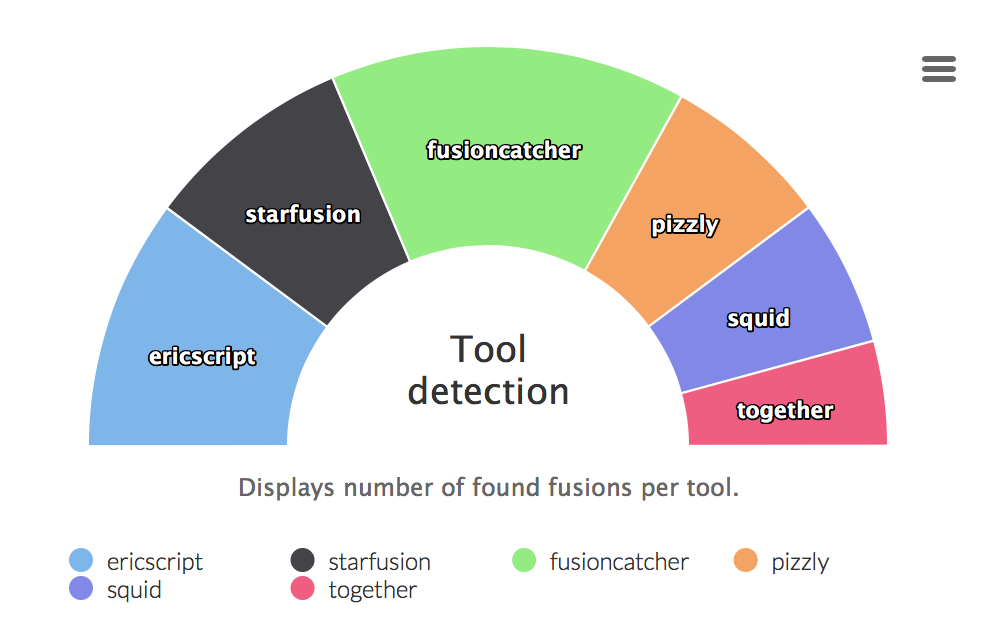 fusioncatcher
starfusion
pizzly
squid
ericscript
together
Tool
detection
Displays number of found fusions per tool.
ericscript
starfusion
fusioncatcher
pizzly
squid
together